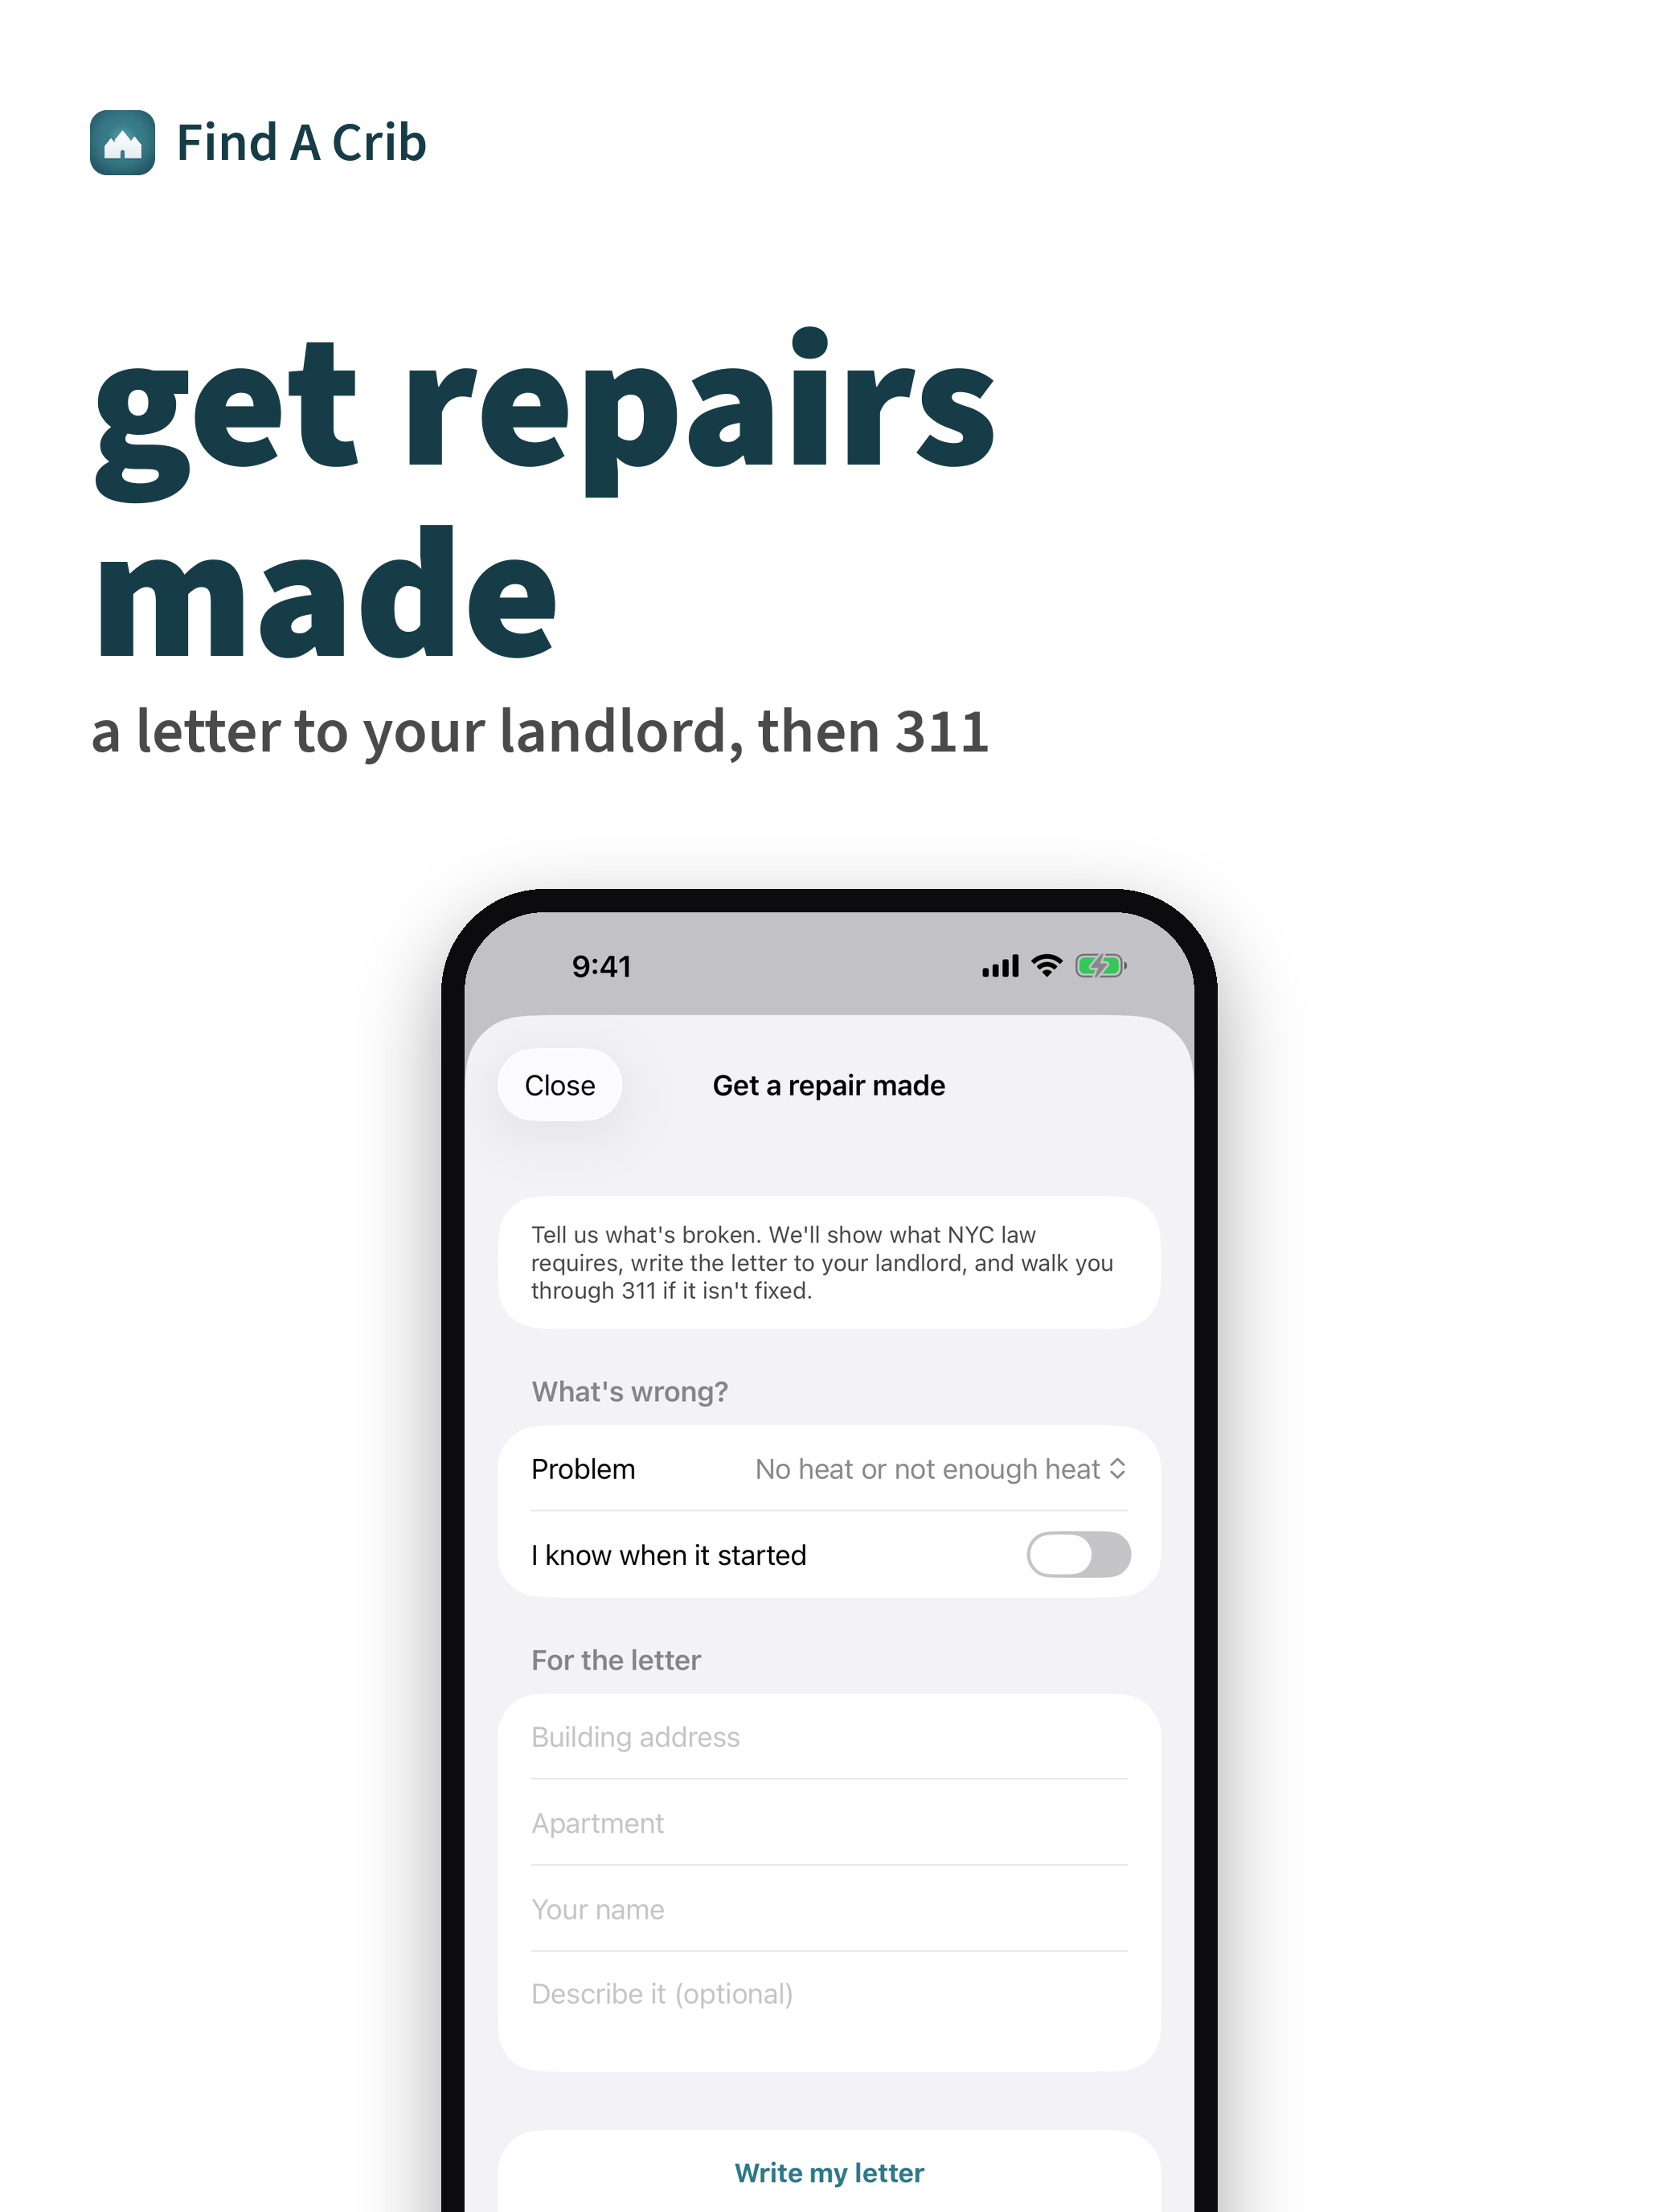 Find A Crib
get repairs
made
a letter to your landlord, then 311
9:41
Close
Get a repair made
Tell us what's broken. We'll show what NYC law
requires, write the letter to your landlord, and walk you
through 311 if it isn't fixed.
What's wrong?
Problem
No heat or not enough heat
I know when it started
For the letter
Building address
Apartment
Your name
Describe it (optional)
Write my letter